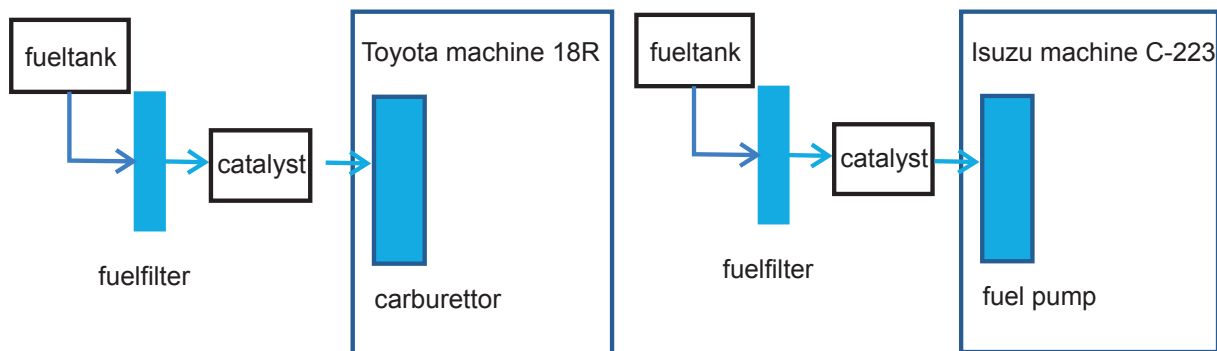 fueltank
Toyota machine 18R
catalyst
fuelfilter
carburettor
fueltank
Isuzu machine C-223
catalyst
fuelfilter
fuel pump